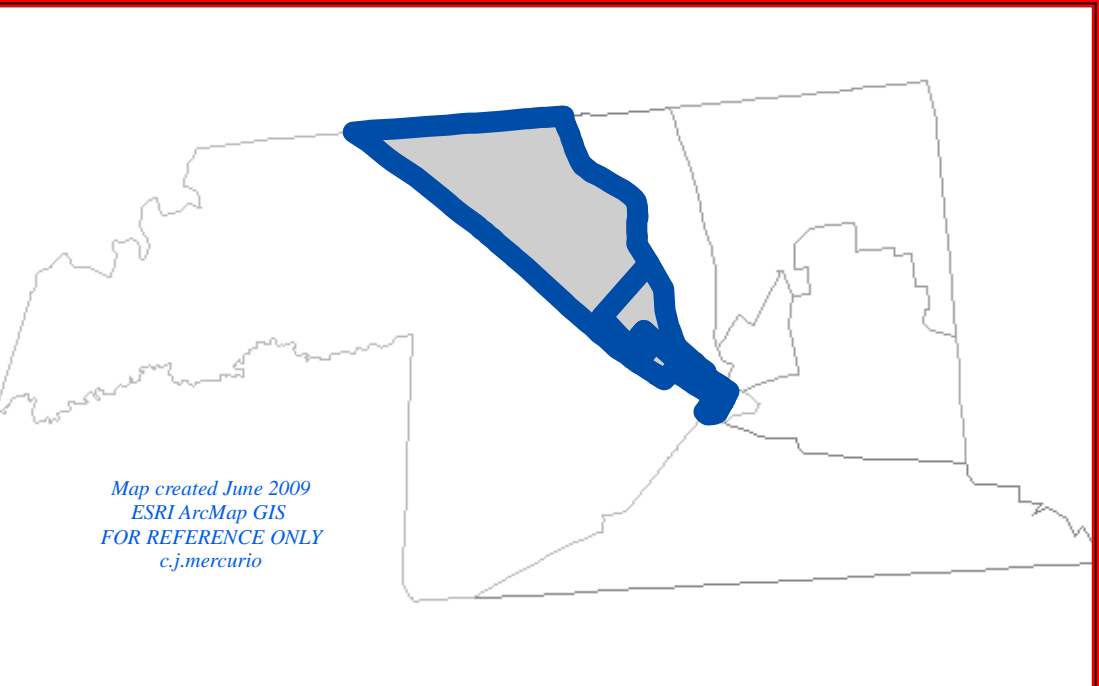 Map created June 2009
ESRI ArcMap GIS
FOR REFERENCE ONLY
c.j.mercurio